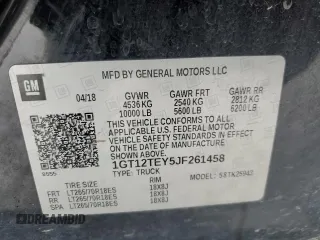 GM
MFD BY GENERAL MOTORS LLC
04/18 GVWR GAWR FRT GAWR RR
4536KG 2540 KG 2812 KG
10000 LB 5600 LB 6200 LB
THIS VEHICLE CONFORMS TO ALL
APPLICABLE U.S. FEDERAL MOTOR
VEHICLE SAFETY STANDARDS IN EFFECT ON
THE DATE OF MANUFACTURE SHOWN ABOVE.
1GT12TEY5JF261458
TYPE: TRUCK
TIRE SIZE RIM
FRT LT265/70R18ES 18X8J
RR LT265/70R18ES 18X8J
SPA LT265/70R18ES 18X8J
DREAMBID.COM